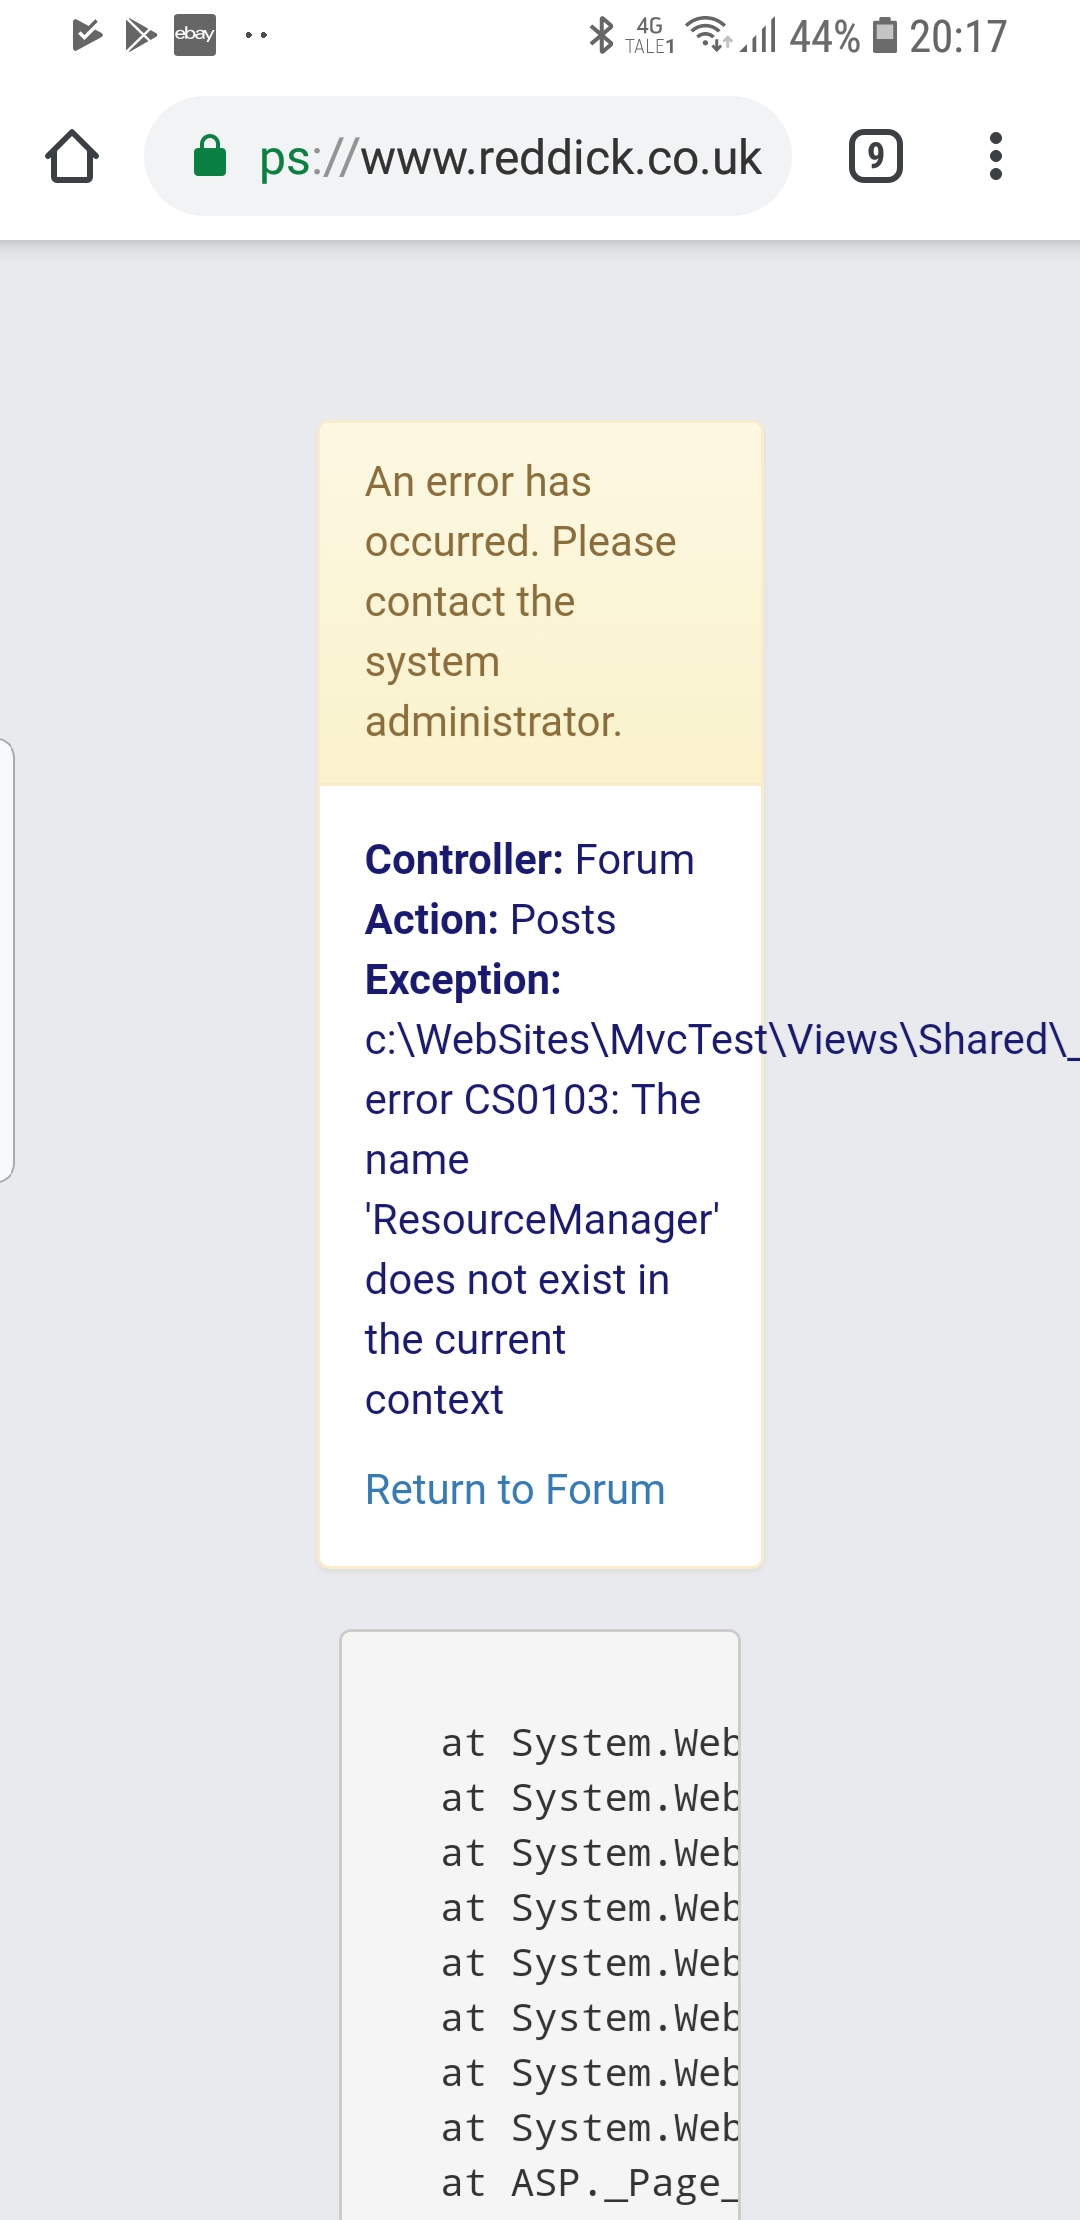 ebay
4G
TALE1
44%
20:17
ps://www.reddick.co.uk
9
An error has
occurred. Please
contact the
system
administrator.
Controller: Forum
Action: Posts
Exception:
c:\WebSites\MvcTest\Views\Shared\_
error CS0103: The
name
'ResourceManager'
does not exist in
the current
context
Return to Forum
at System.Web
at System.Web
at System.Web
at System.Web
at System.Web
at System.Web
at System.Web
at System.Web
at ASP._Page_